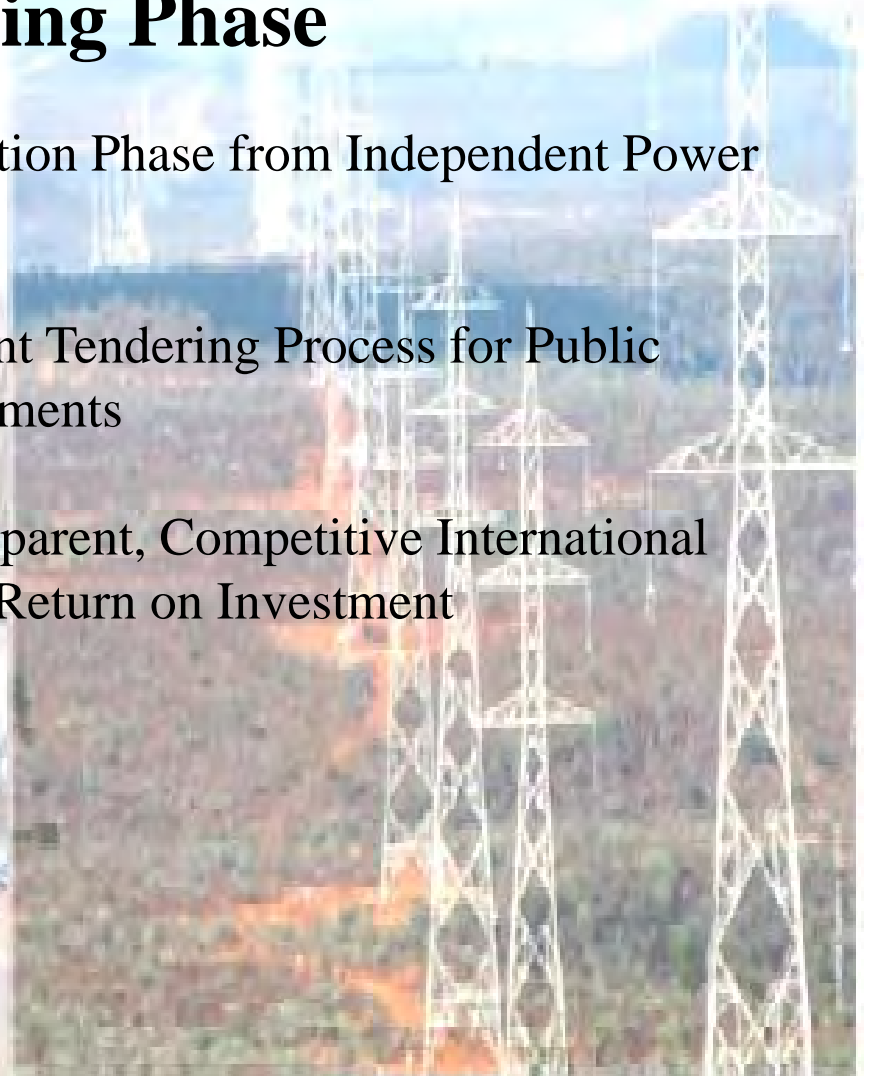 ing Phase
tion Phase from Independent Power
nt Tendering Process for Public
ments
parent, Competitive International
Return on Investment